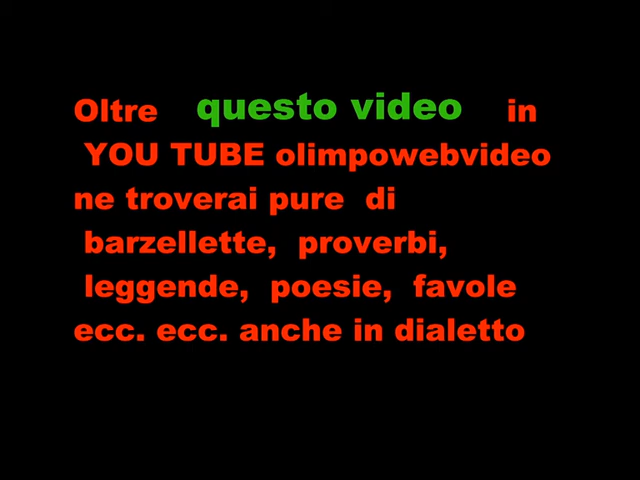 Oltre questo video in
YOU TUBE olimpowebvideo
ne troverai pure di
barzellette, proverbi,
leggende, poesie, favole
ecc. ecc. anche in dialetto